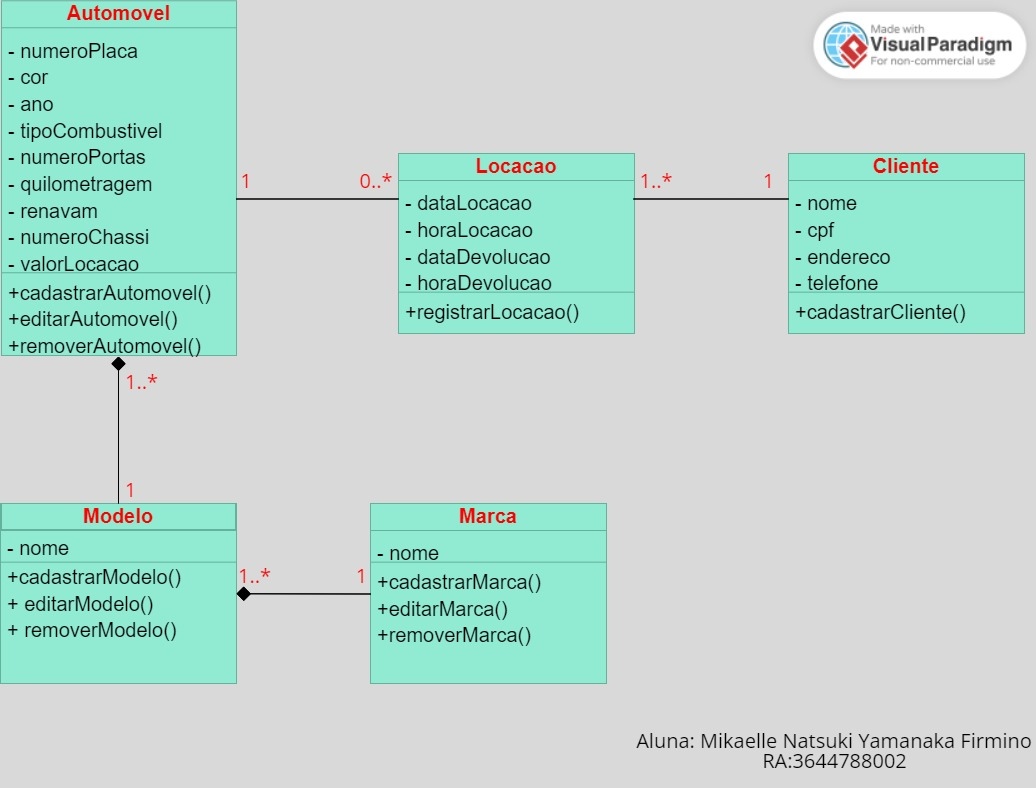 Automovel
- numeroPlaca
- cor
- ano
- tipoCombustivel
- numeroPortas
- quilometragem
- renavam
- numeroChassi
- valorLocacao
+cadastrarAutomovel()
+editarAutomovel()
+removerAutomovel()
Made with
Visual Paradigm
For non-commercial use
1
0..*
Locacao
- dataLocacao
- horaLocacao
- dataDevolucao
- horaDevolucao
+registrarLocacao()
1..*
1
Cliente
- nome
- cpf
- endereco
- telefone
+cadastrarCliente()
1..*
1
Modelo
- nome
+cadastrarModelo()
+ editarModelo()
+ removerModelo()
1..*
1
Marca
- nome
+cadastrarMarca()
+editarMarca()
+removerMarca()
Aluna: Mikaelle Natsuki Yamanaka Firmino
RA:3644788002